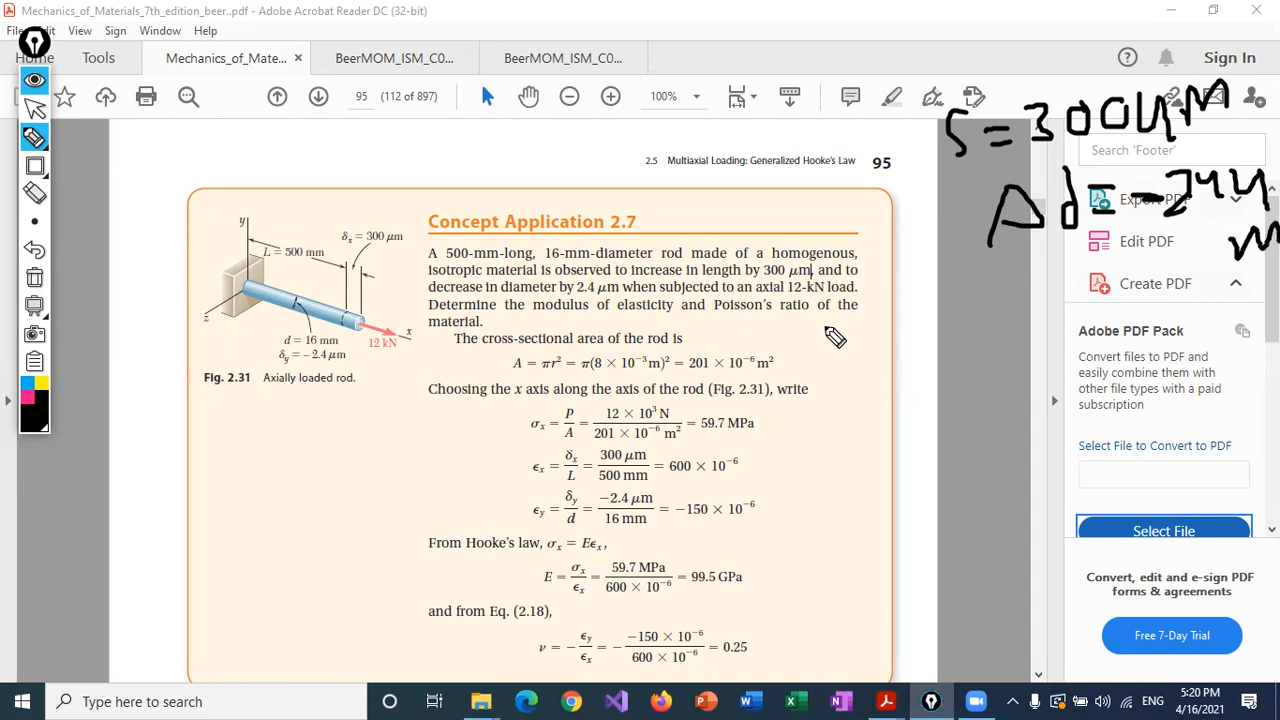 Mechanics_of_Materials_7th_edition_beer..pdf - Adobe Acrobat Reader DC (32-bit)
File Edit View Sign Window Help
Home Tools Mechanics_of_Mate... × BeerMOM_ISM_C0... BeerMOM_ISM_C0... Sign In
95 (112 of 897) 100%
δ = 300 μm
Δd = -2.4 μ
m
Search 'Footer'
Export PDF
Edit PDF
Create PDF
Adobe PDF Pack
Convert files to PDF and
easily combine them with
other file types with a paid
subscription
Select File to Convert to PDF
Select File
Convert, edit and e-sign PDF
forms & agreements
Free 7-Day Trial
2.5 Multiaxial Loading: Generalized Hooke's Law 95
Concept Application 2.7
A 500-mm-long, 16-mm-diameter rod made of a homogenous,
isotropic material is observed to increase in length by 300 μm, and to
decrease in diameter by 2.4 μm when subjected to an axial 12-kN load.
Determine the modulus of elasticity and Poisson's ratio of the
material.
The cross-sectional area of the rod is
A = πr² = π(8 × 10⁻³ m)² = 201 × 10⁻⁶ m²
Choosing the x axis along the axis of the rod (Fig. 2.31), write
σₓ = P/A = 12 × 10³ N / 201 × 10⁻⁶ m² = 59.7 MPa
ϵₓ = δₓ/L = 300 μm / 500 mm = 600 × 10⁻⁶
ϵy = δy/d = −2.4 μm / 16 mm = −150 × 10⁻⁶
From Hooke's law, σₓ = Eϵₓ,
E = σₓ/ϵₓ = 59.7 MPa / 600 × 10⁻⁶ = 99.5 GPa
and from Eq. (2.18),
ν = − ϵy/ϵₓ = − −150 × 10⁻⁶ / 600 × 10⁻⁶ = 0.25
y
δₓ = 300 μm
L = 500 mm
z
x
d = 16 mm
δy = − 2.4 μm
12 kN
Fig. 2.31 Axially loaded rod.
Type here to search
ENG
5:20 PM
4/16/2021